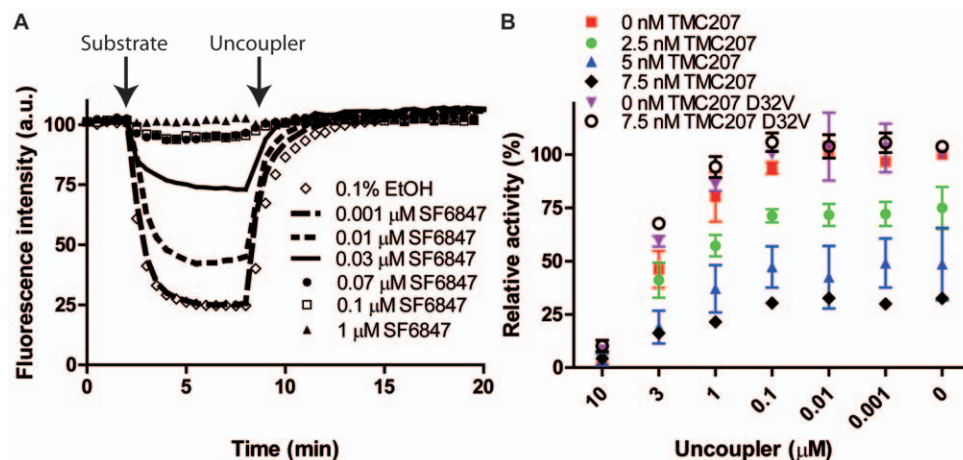 A
Substrate
Uncoupler
Fluorescence intensity (a.u.)
100
75
50
25
0
0.1% EtOH
0.001 μM SF6847
0.01 μM SF6847
0.03 μM SF6847
0.07 μM SF6847
0.1 μM SF6847
1 μM SF6847
0
5
10
15
20
Time (min)
B
0 nM TMC207
2.5 nM TMC207
5 nM TMC207
7.5 nM TMC207
0 nM TMC207 D32V
7.5 nM TMC207 D32V
Relative activity (%)
100
75
50
25
0
10
3
1
0.1
0.01
0.001
0
Uncoupler (μM)